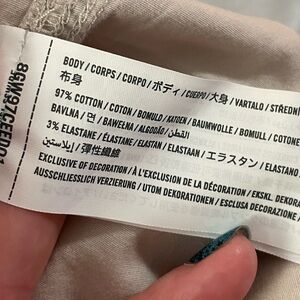 BODY / CORPS / CORPO / ボディ / CUERPO / 大身 / VARTALO / STŘEDNÍ
布身
97% COTTON / COTON / BOMULD / KATOEN / BAUMWOLLE / BOMULL / COTONE
BAVLNA / 면 / BAWEŁNA / ALGODÃO / القطن / ALGODÓN
3% ELASTANE / ÉLASTHANNE / ELASTAN / ELASTAAN / エラスタン / ELASTANO
إيلاستين / 彈性纖維
EXCLUSIVE OF DECORATION / À L'EXCLUSION DE LA DÉCORATION / EKSKL. DEKORA
AUSSCHLIESSLICH VERZIERUNG / UTOM DEKORATIONEN / ESCLUSA DECORAZIONE /